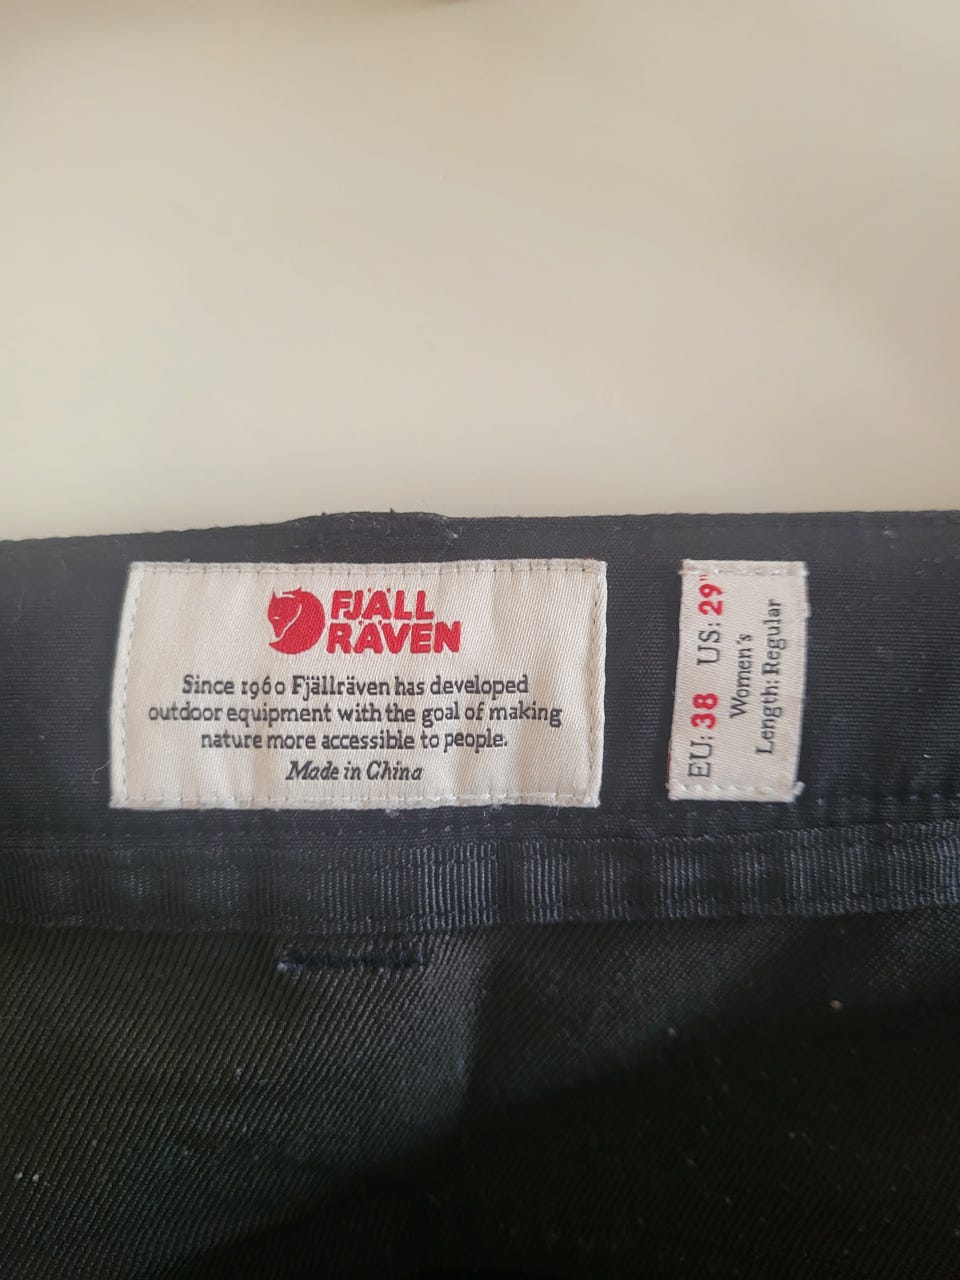 FJÄLL
RÄVEN
Since 1960 Fjällräven has developed
outdoor equipment with the goal of making
nature more accessible to people.
Made in China
EU: 38 US: 29"
Women's
Length: Regular